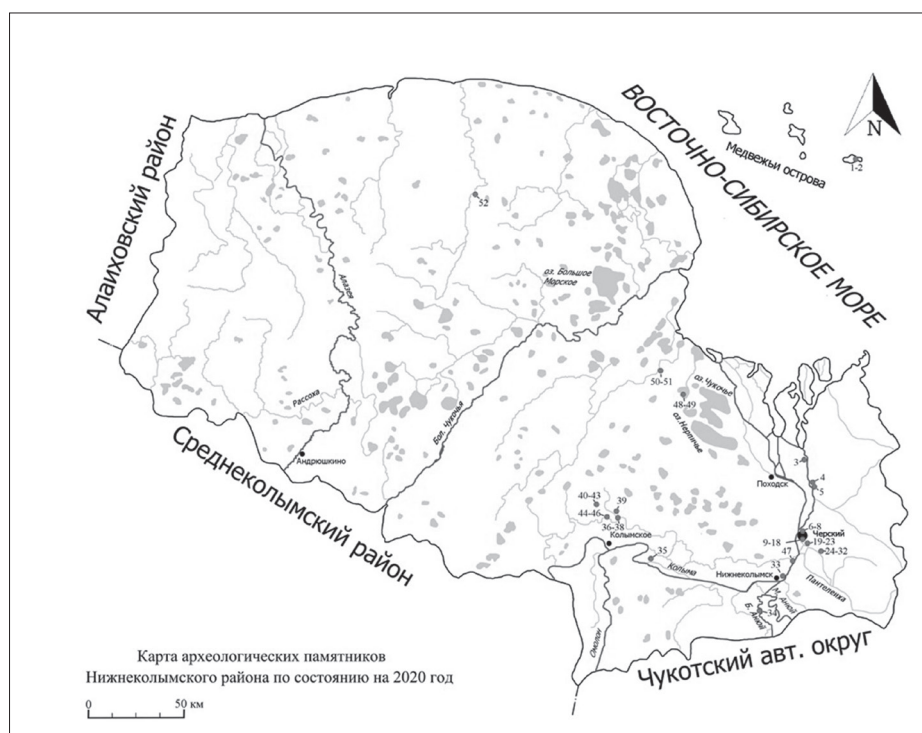 ВОСТОЧНО-СИБИРСКОЕ МОРЕ
N
Медвежьи острова
1-2
Алаиховский район
52
оз. Большое
Морское
Алазея
50-51
оз.Чукочье
48-49
оз.Нерпичье
Рассоха
Бол. Чукочья
Среднеколымский район
Андрюшкино
3
4
5
Походск
40-43
39
44-46
36-38
Колымское
6-8
Черский
9-18
19-23
24-32
47
35
Колыма
33
Нижнеколымск
Пантелеиха
М. Анюй
Б. Анюй
34
Омолон
Чукотский авт. округ
Карта археологических памятников
Нижнеколымского района по состоянию на 2020 год
0
50 км